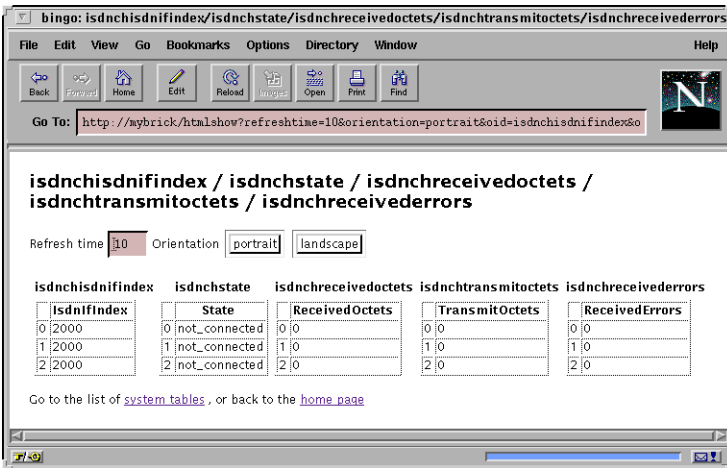 bingo: isdnchisdnifindex/isdnchstate/isdnchreceivedoctets/isdnchtransmitoctets/isdnchreceivederrors
File Edit View Go Bookmarks Options Directory Window Help
Back Forward Home Edit Reload Images Open Print Find
N
Go To: http://mybrick/htmlshow?refreshtime=10&orientation=portrait&oid=isdnchisdnifindex&o
isdnchisdnifindex / isdnchstate / isdnchreceivedoctets /
isdnchtransmitoctets / isdnchreceivederrors
Refresh time 10 Orientation portrait landscape
isdnchisdnifindex isdnchstate isdnchreceivedoctets isdnchtransmitoctets isdnchreceivederrors
IsdnIfIndex State ReceivedOctets TransmitOctets ReceivedErrors
0 2000 0 not_connected 0 0 0 0 0 0
1 2000 1 not_connected 1 0 1 0 1 0
2 2000 2 not_connected 2 0 2 0 2 0
Go to the list of system tables , or back to the home page